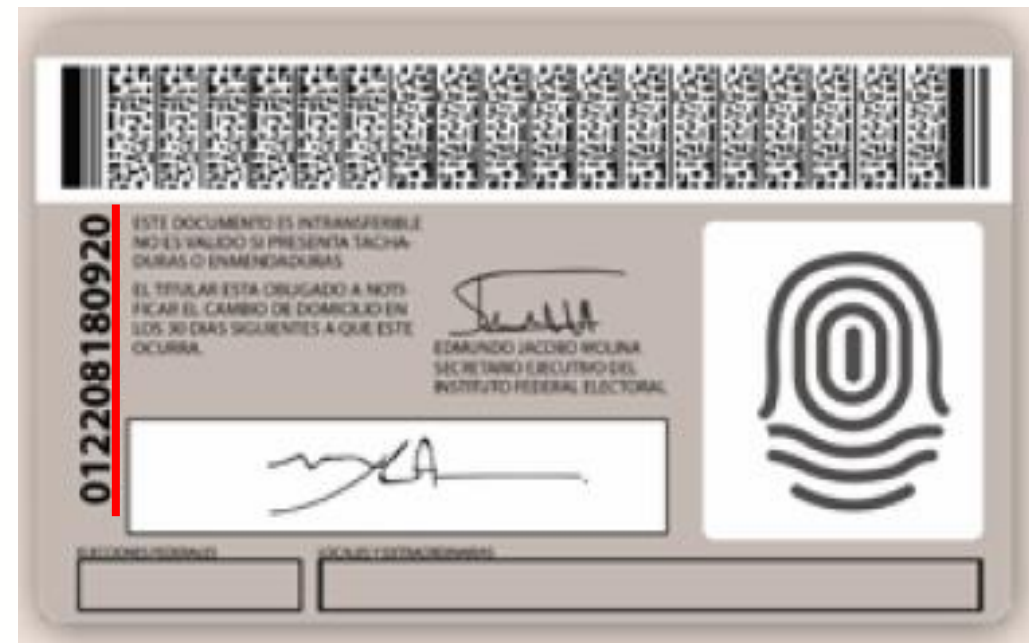 0122081180920
ESTE DOCUMENTO ES INTRANSFERIBLE
NO ES VALIDO SI PRESENTA TACHA-
DURAS O ENMENDADURAS
EL TITULAR ESTA OBLIGADO A NOTI-
FICAR EL CAMBIO DE DOMICILIO EN
LOS 30 DIAS SIGUIENTES A QUE ESTE
OCURRA.
EDMUNDO JACOBO MOLINA
SECRETARIO EJECUTIVO DEL
INSTITUTO FEDERAL ELECTORAL
ELECCIONES FEDERALES
LOCALES Y EXTRAORDINARIAS